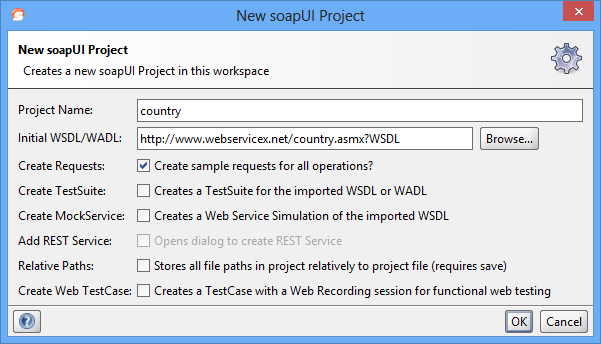 New soapUI Project
New soapUI Project
Creates a new soapUI Project in this workspace
Project Name: country
Initial WSDL/WADL: http://www.webservicex.net/country.asmx?WSDL Browse...
Create Requests: Create sample requests for all operations?
Create TestSuite: Creates a TestSuite for the imported WSDL or WADL
Create MockService: Creates a Web Service Simulation of the imported WSDL
Add REST Service: Opens dialog to create REST Service
Relative Paths: Stores all file paths in project relatively to project file (requires save)
Create Web TestCase: Creates a TestCase with a Web Recording session for functional web testing
? OK Cancel